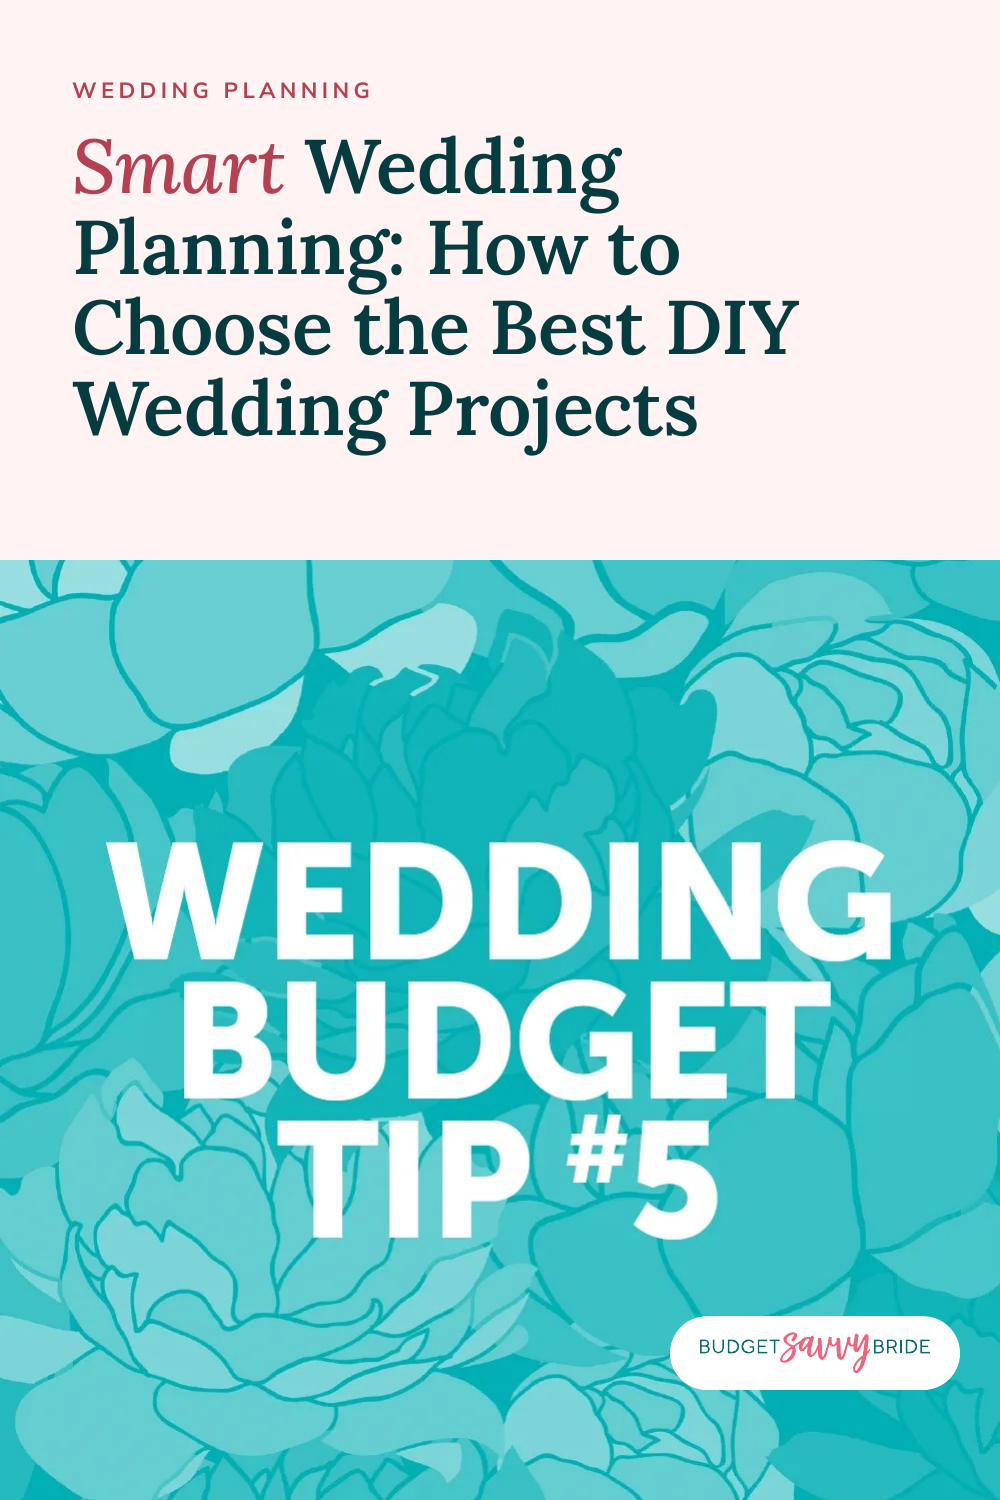 WEDDING PLANNING
Smart Wedding
Planning: How to
Choose the Best DIY
Wedding Projects
WEDDING
BUDGET
TIP #5
BUDGET savvy BRIDE